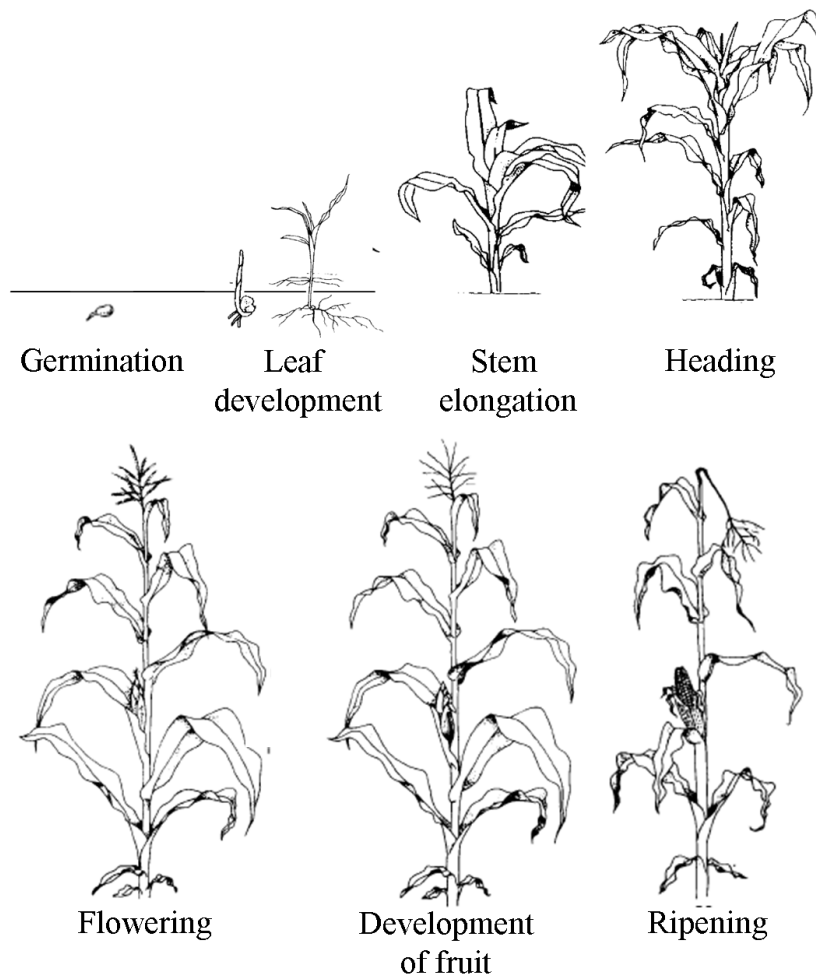 Germination
Leaf
development
Stem
elongation
Heading
Flowering
Development
of fruit
Ripening